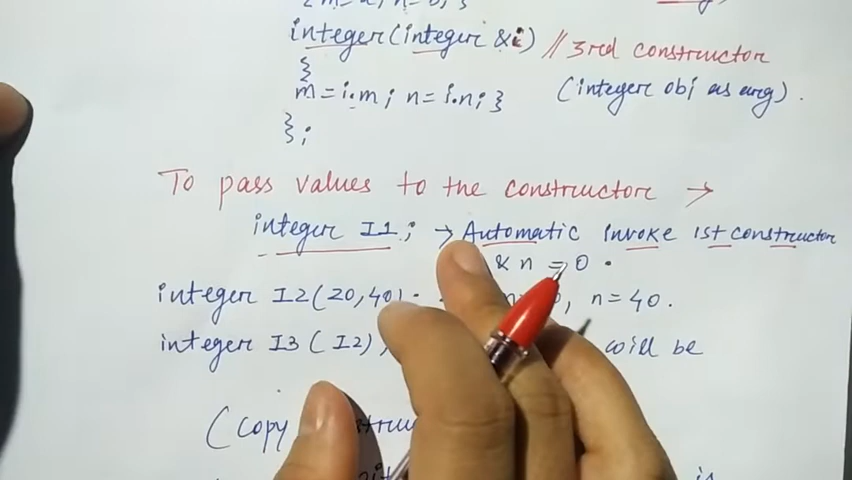 integer(integer &i) // 3rd constructor
{
m=i.m; n=i.n; } (integer obj as arg).
};
To pass values to the constructor →
integer I1; → Automatic invoke 1st constructor
& n = 0.
integer I2(20,40) n=40.
integer I3(I2), will be
(copy
is